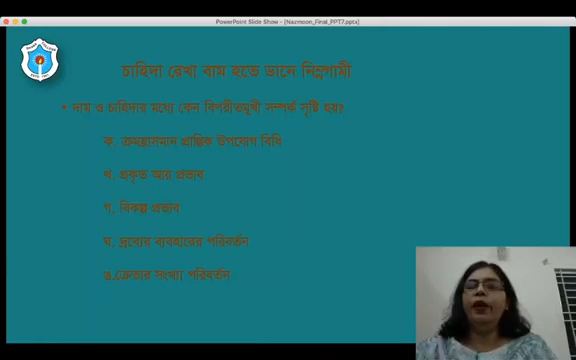 PowerPoint Slide Show - [Nazmoon_Final_PPT7.pptx]
চাহিদা রেখা বাম হতে ডানে নিম্নগামী
• দাম ও চাহিদার মধ্যে কেন বিপরীতমূখী সম্পর্ক সৃষ্টি হয়?
ক. ক্রমহ্রাসমান প্রান্তিক উপযোগ বিধি
খ. প্রকৃত আয় প্রভাব
গ. বিকল্প প্রভাব
ঘ. দ্রব্যের ব্যবহারের পরিবর্তন
ঙ.ক্রেতার সংখ্যা পরিবর্তন